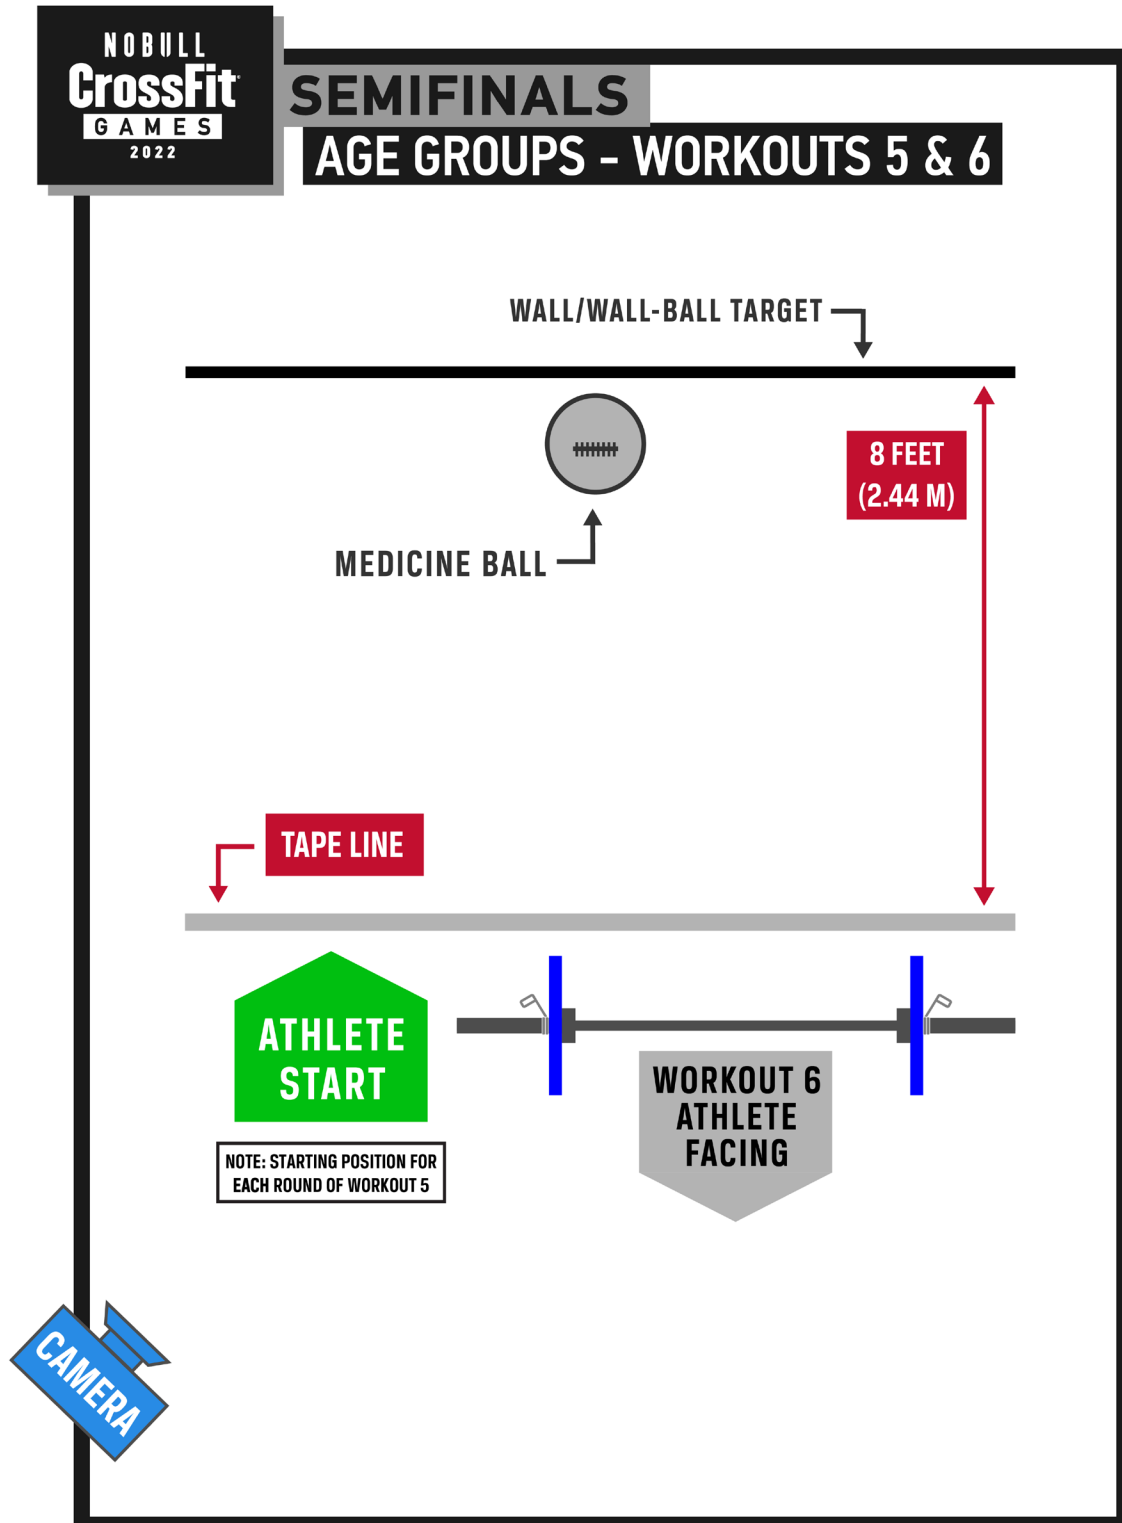 NOBULL
CrossFit
GAMES
2022
SEMIFINALS
AGE GROUPS - WORKOUTS 5 & 6
WALL/WALL-BALL TARGET
8 FEET
(2.44 M)
MEDICINE BALL
TAPE LINE
ATHLETE
START
WORKOUT 6
ATHLETE
FACING
NOTE: STARTING POSITION FOR
EACH ROUND OF WORKOUT 5
CAMERA